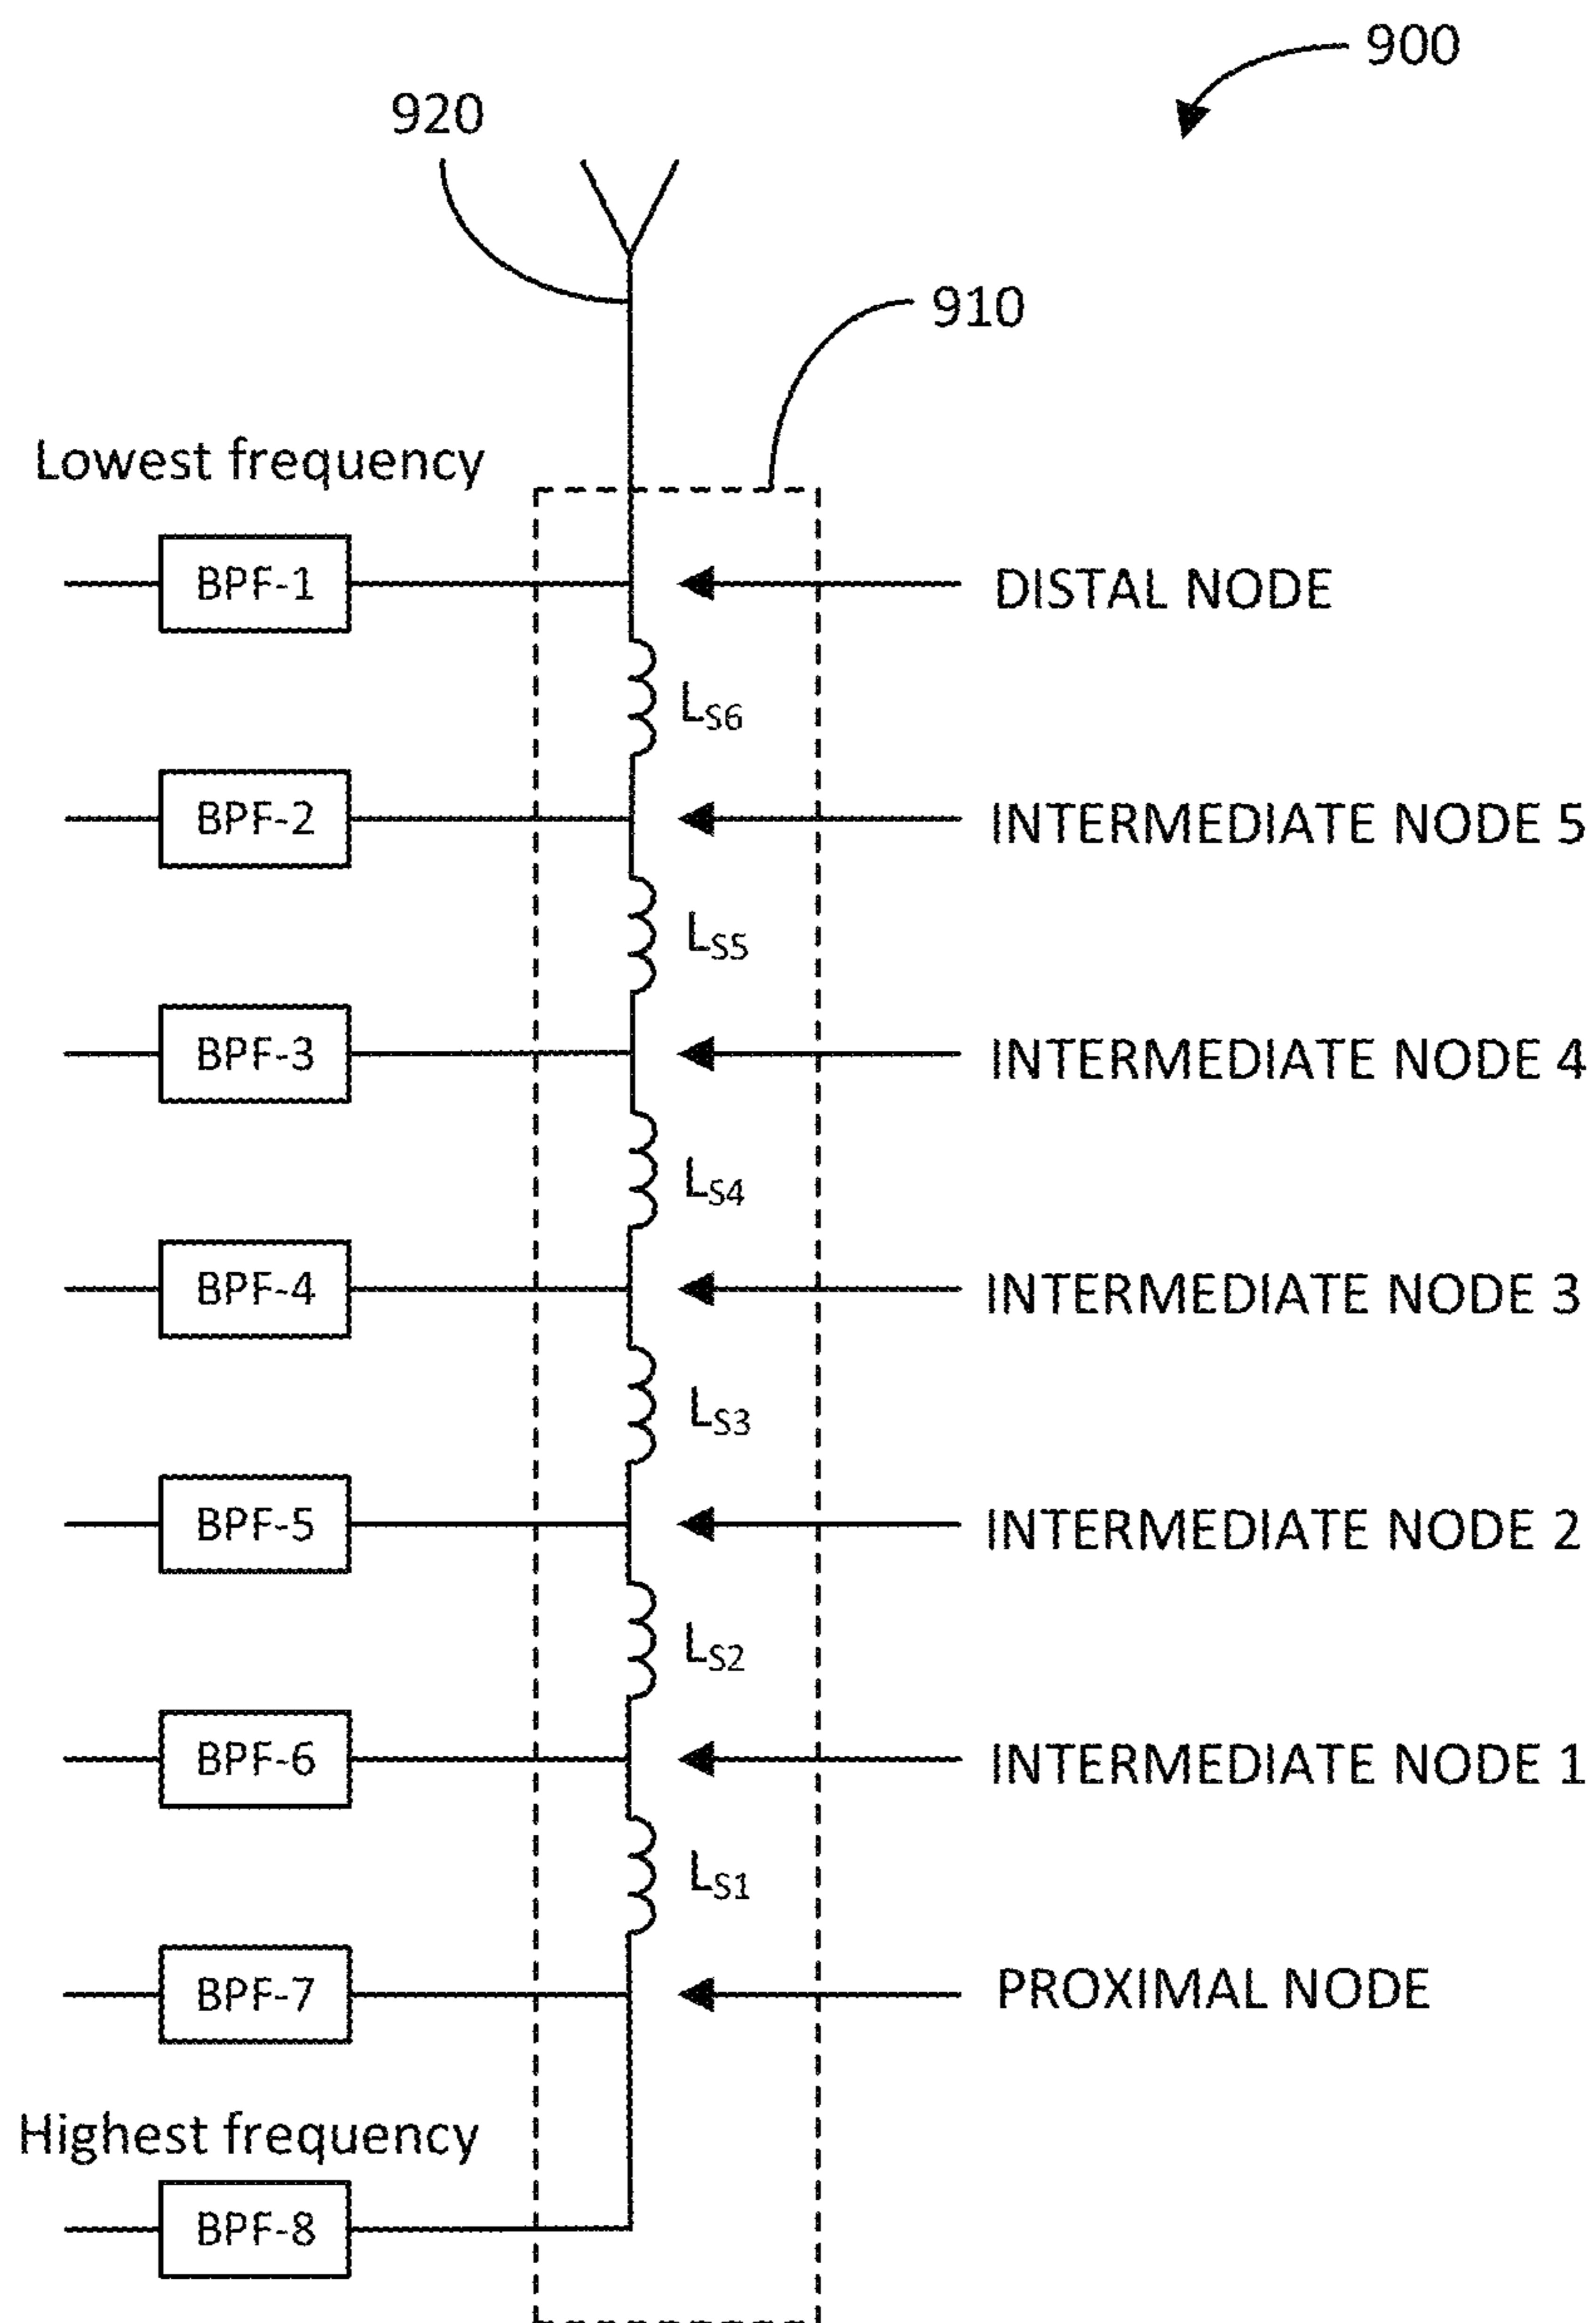 900
920
910
Lowest frequency
BPF-1
DISTAL NODE
LS6
BPF-2
INTERMEDIATE NODE 5
LS5
BPF-3
INTERMEDIATE NODE 4
LS4
BPF-4
INTERMEDIATE NODE 3
LS3
BPF-5
INTERMEDIATE NODE 2
LS2
BPF-6
INTERMEDIATE NODE 1
LS1
BPF-7
PROXIMAL NODE
Highest frequency
BPF-8